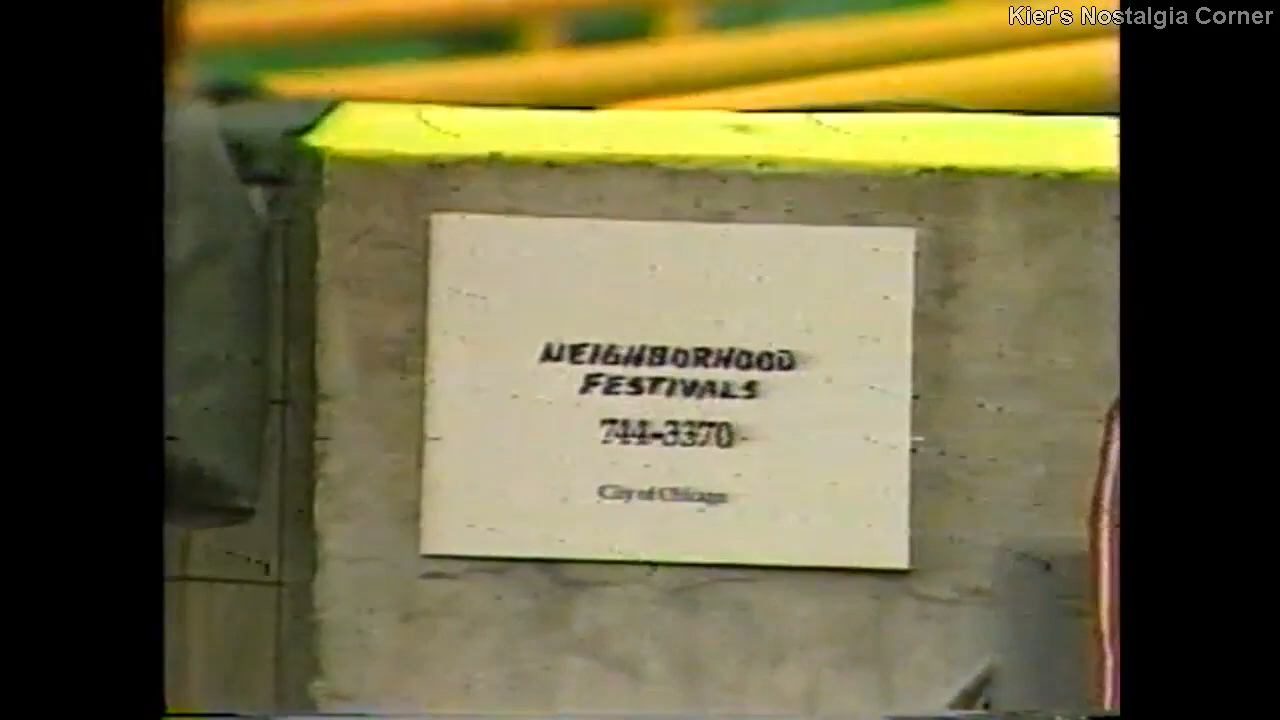 Kier's Nostalgia Corner
NEIGHBORHOOD
FESTIVALS
744-3370
City of Chicago